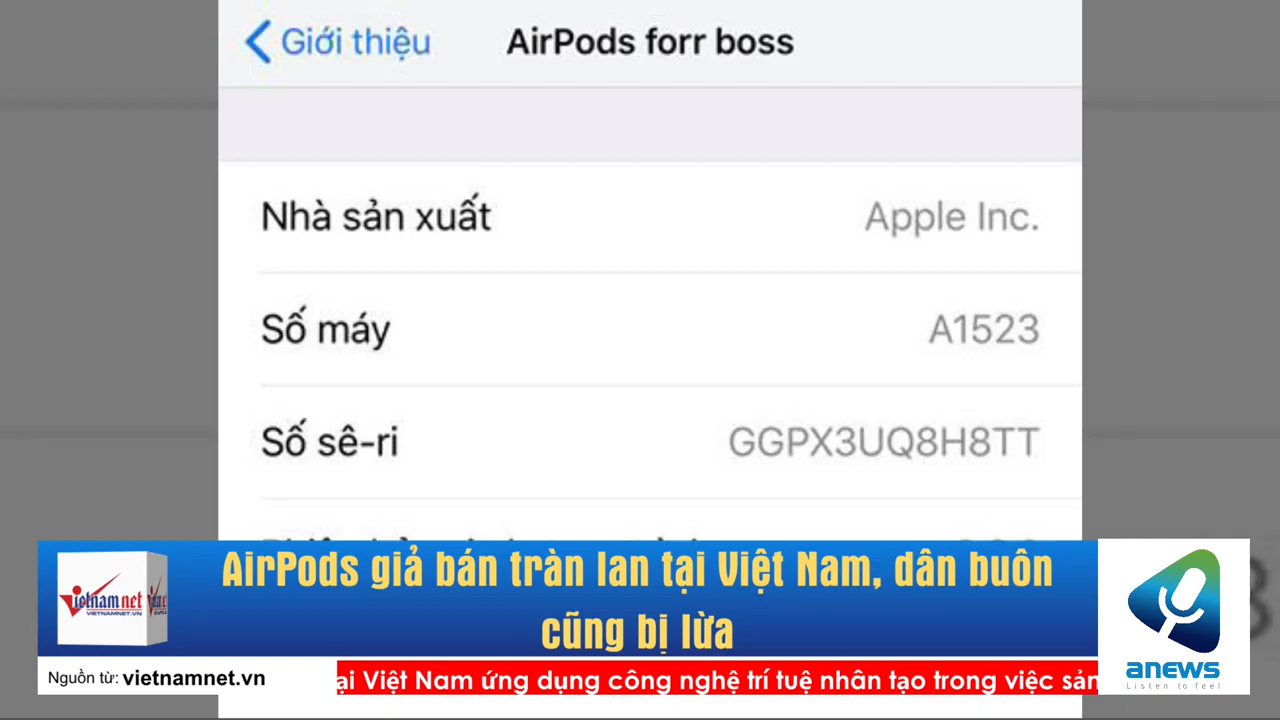 Giới thiệu
AirPods forr boss
Nhà sản xuất
Apple Inc.
Số máy
A1523
Số sê-ri
GGPX3UQ8H8TT
AirPods giả bán tràn lan tại Việt Nam, dân buôn
cũng bị lừa
Vietnamnet
VIETNAMNET.VN
anews
Listen to feel
Nguồn từ: vietnamnet.vn
ại Việt Nam ứng dụng công nghệ trí tuệ nhân tạo trong việc sản